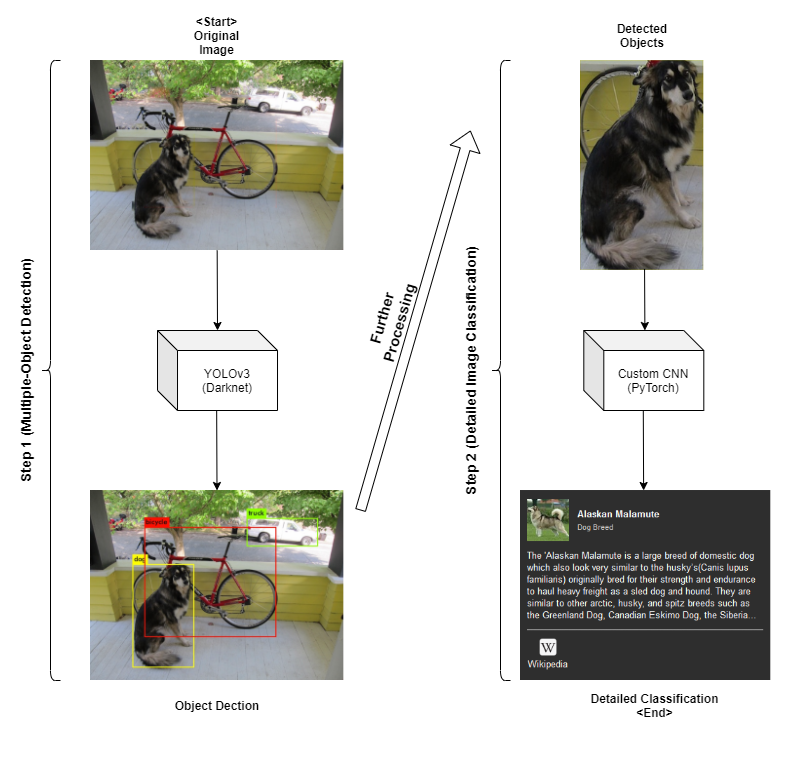 <Start>
Original
Image
Step 1 (Multiple-Object Detection)
YOLOv3
(Darknet)
bicycle
truck
dog
Object Dection
Further
Processing
Step 2 (Detailed Image Classification)
Detected
Objects
Custom CNN
(PyTorch)
Alaskan Malamute
Dog Breed
The 'Alaskan Malamute is a large breed of domestic dog
which also look very similar to the husky's(Canis lupus
familiaris) originally bred for their strength and endurance
to haul heavy freight as a sled dog and hound. They are
similar to other arctic, husky, and spitz breeds such as
the Greenland Dog, Canadian Eskimo Dog, the Siberia...
W
Wikipedia
Detailed Classification
<End>